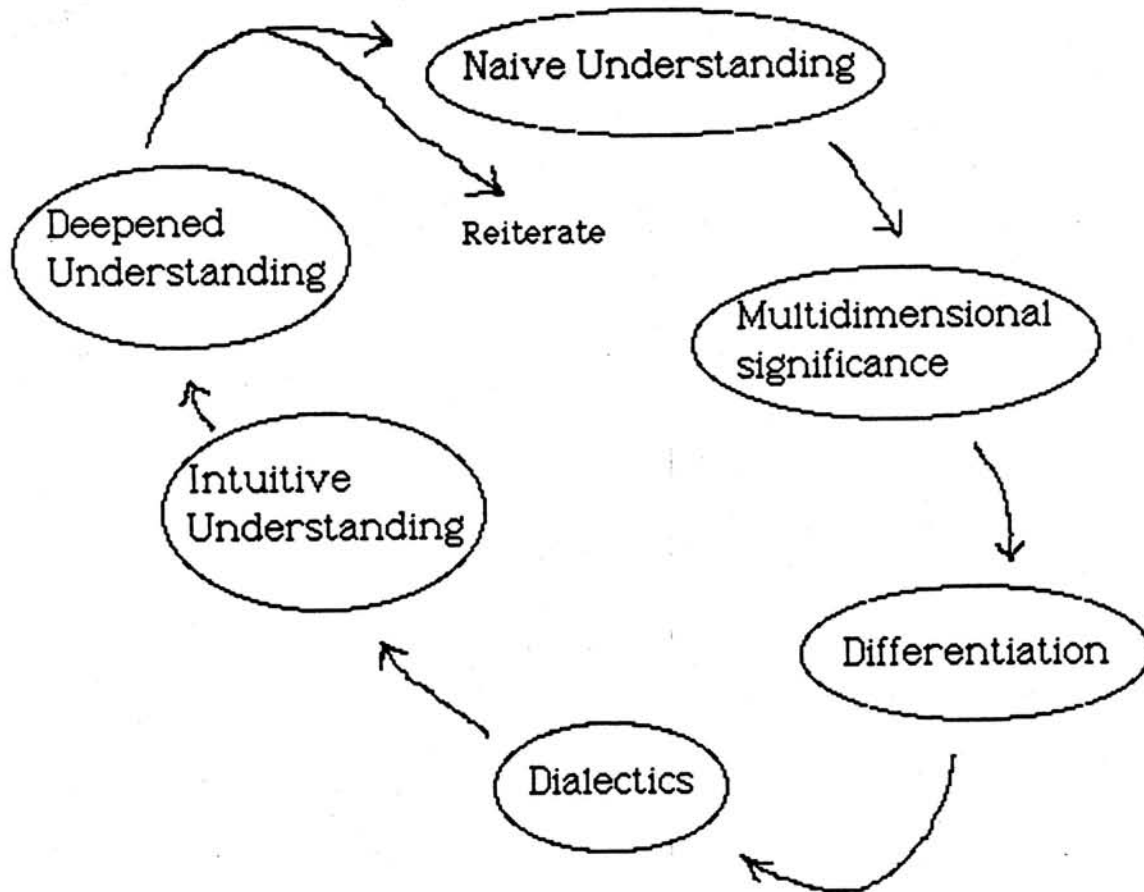 Naive Understanding
Deepened
Understanding
Reiterate
Multidimensional
significance
Intuitive
Understanding
Differentiation
Dialectics